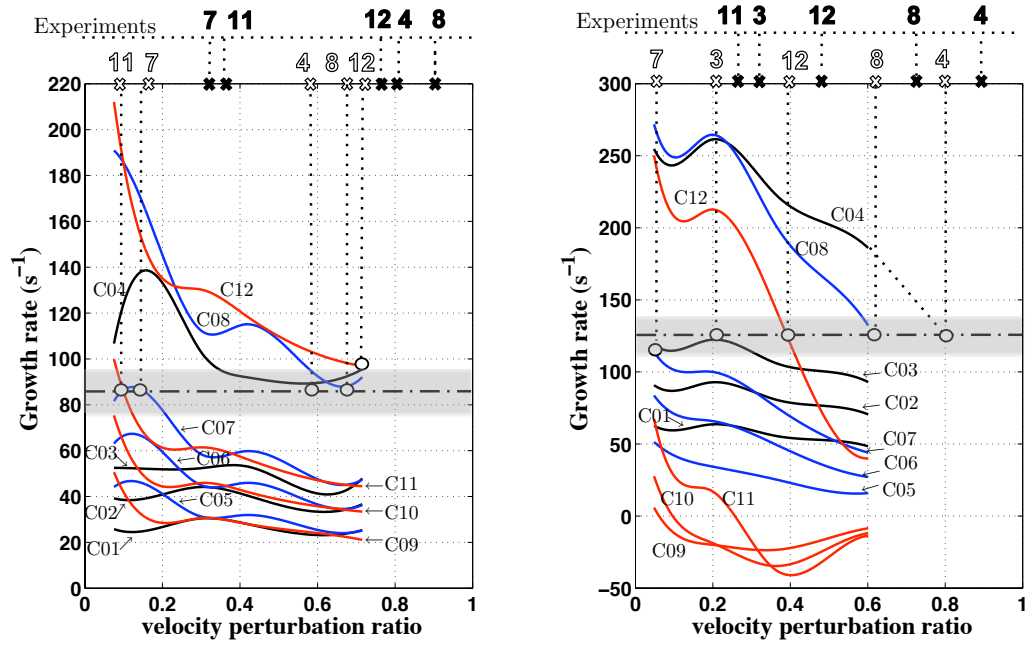 7 11 12 4 8
Experiments
11 7 4 8 12
220
200
180
160
140
120
100
80
60
40
20
0
Growth rate (s⁻¹)
C04
C12
C08
C07
C03
C06
C02
C05
C01
C11
C10
C09
0 0.2 0.4 0.6 0.8 1
velocity perturbation ratio
11 3 12 8 4
Experiments
7 3 12 8 4
300
250
200
150
100
50
0
−50
Growth rate (s⁻¹)
C12
C04
C08
C03
C02
C01
C07
C06
C05
C10
C11
C09
0 0.2 0.4 0.6 0.8 1
velocity perturbation ratio